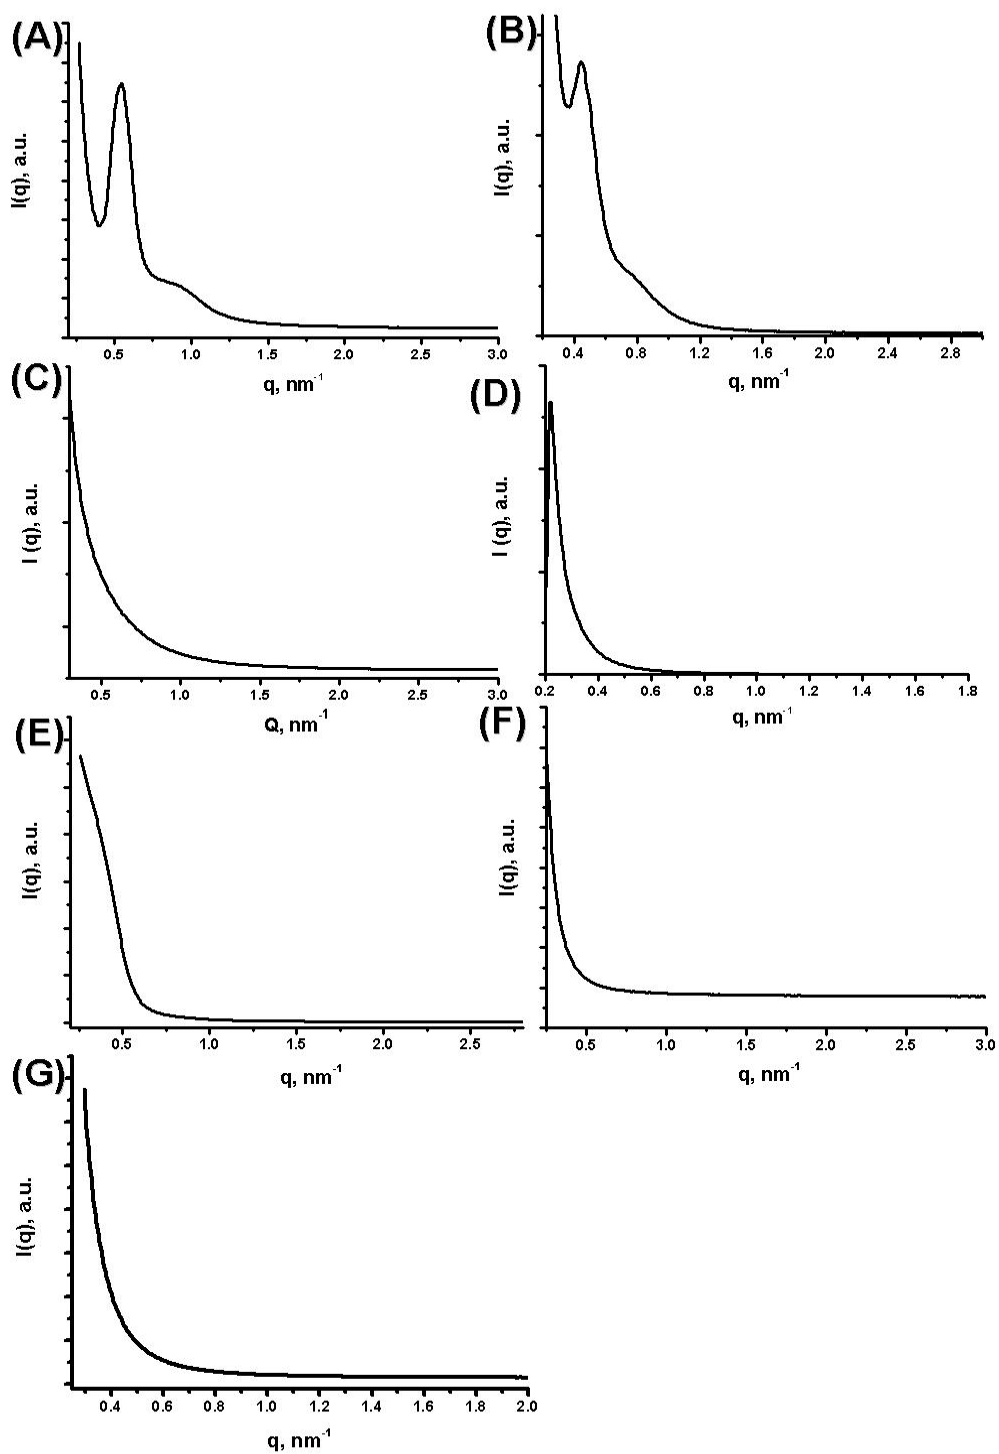 (A)
I(q), a.u.
0.5 1.0 1.5 2.0 2.5 3.0
q, nm-1
(B)
I(q), a.u.
0.4 0.8 1.2 1.6 2.0 2.4 2.8
q, nm-1
(C)
I (q), a.u.
0.5 1.0 1.5 2.0 2.5 3.0
Q, nm-1
(D)
I (q), a.u.
0.2 0.4 0.6 0.8 1.0 1.2 1.4 1.6 1.8
q, nm-1
(E)
I(q), a.u.
0.5 1.0 1.5 2.0 2.5
q, nm-1
(F)
I(q), a.u.
0.5 1.0 1.5 2.0 2.5 3.0
q, nm-1
(G)
I(q), a.u.
0.4 0.6 0.8 1.0 1.2 1.4 1.6 1.8 2.0
q, nm-1